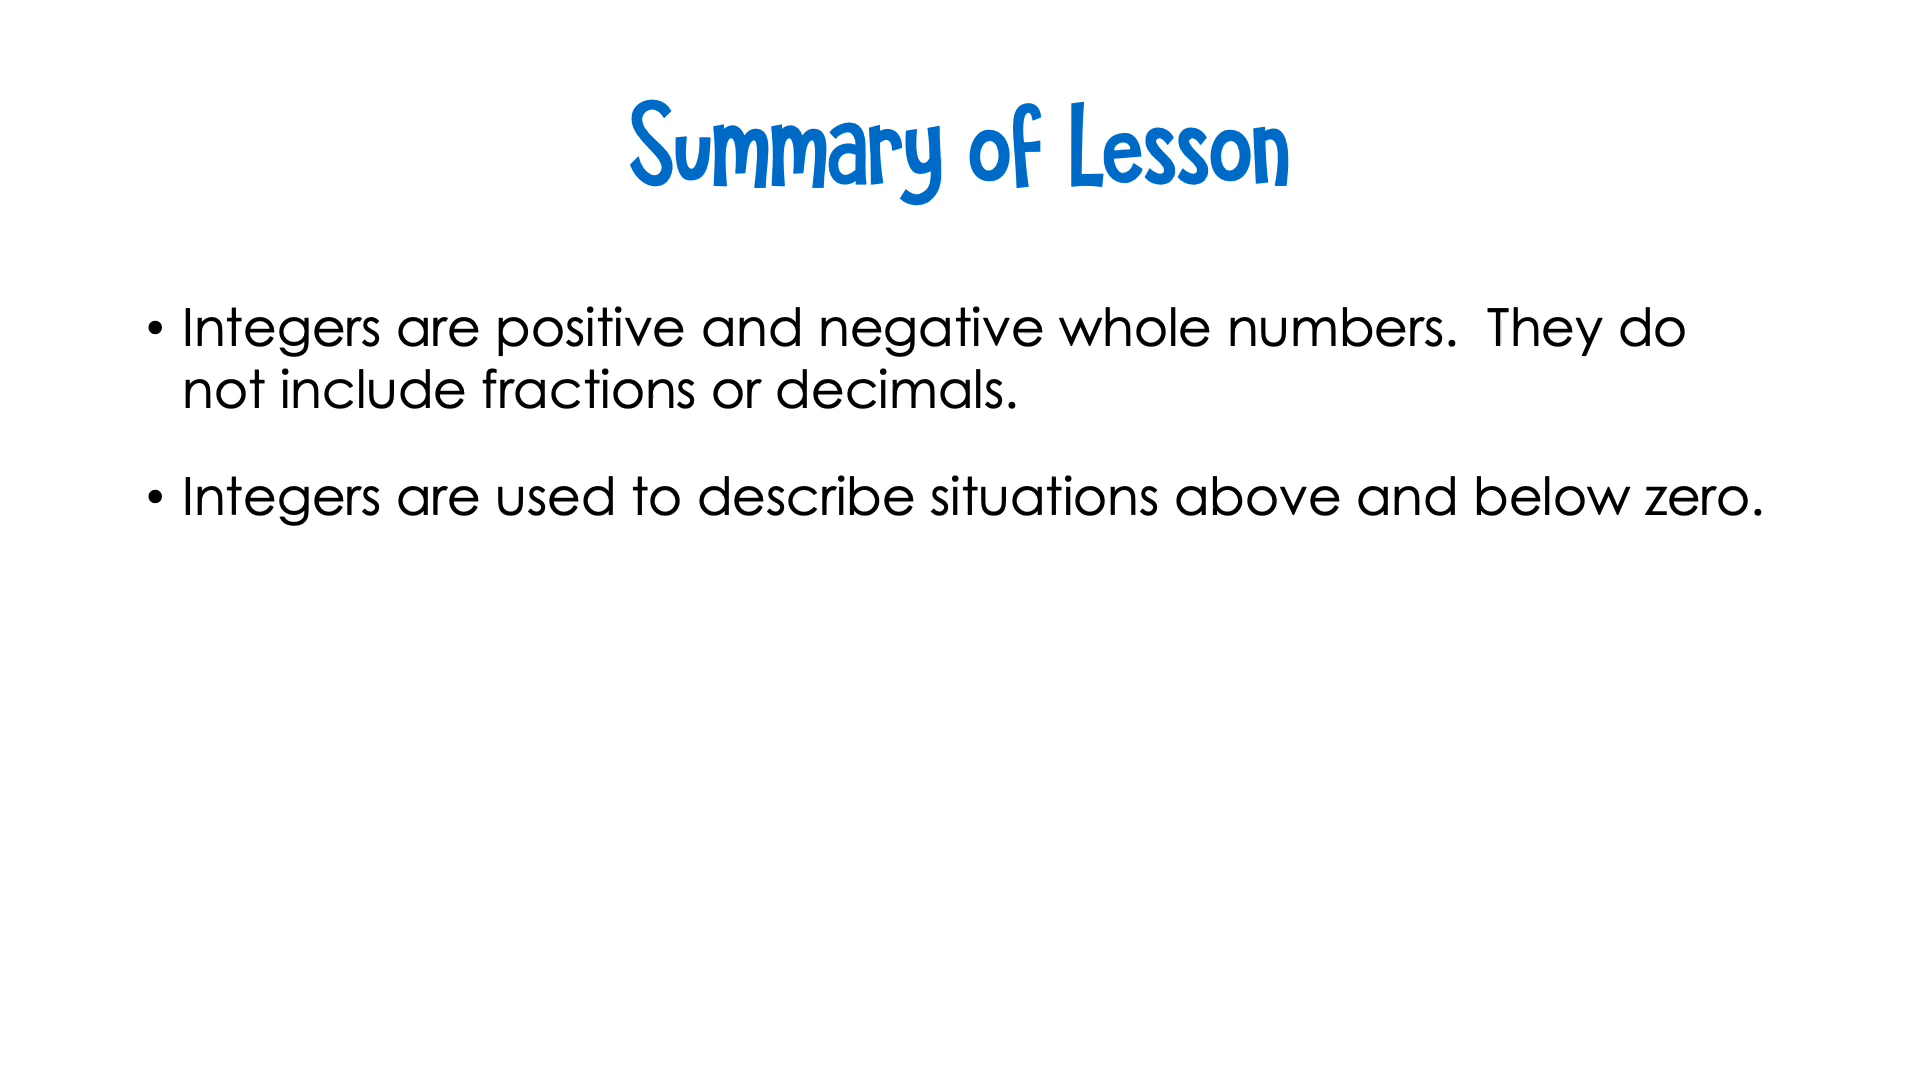 Summary of Lesson
• Integers are positive and negative whole numbers.  They do
not include fractions or decimals.
• Integers are used to describe situations above and below zero.